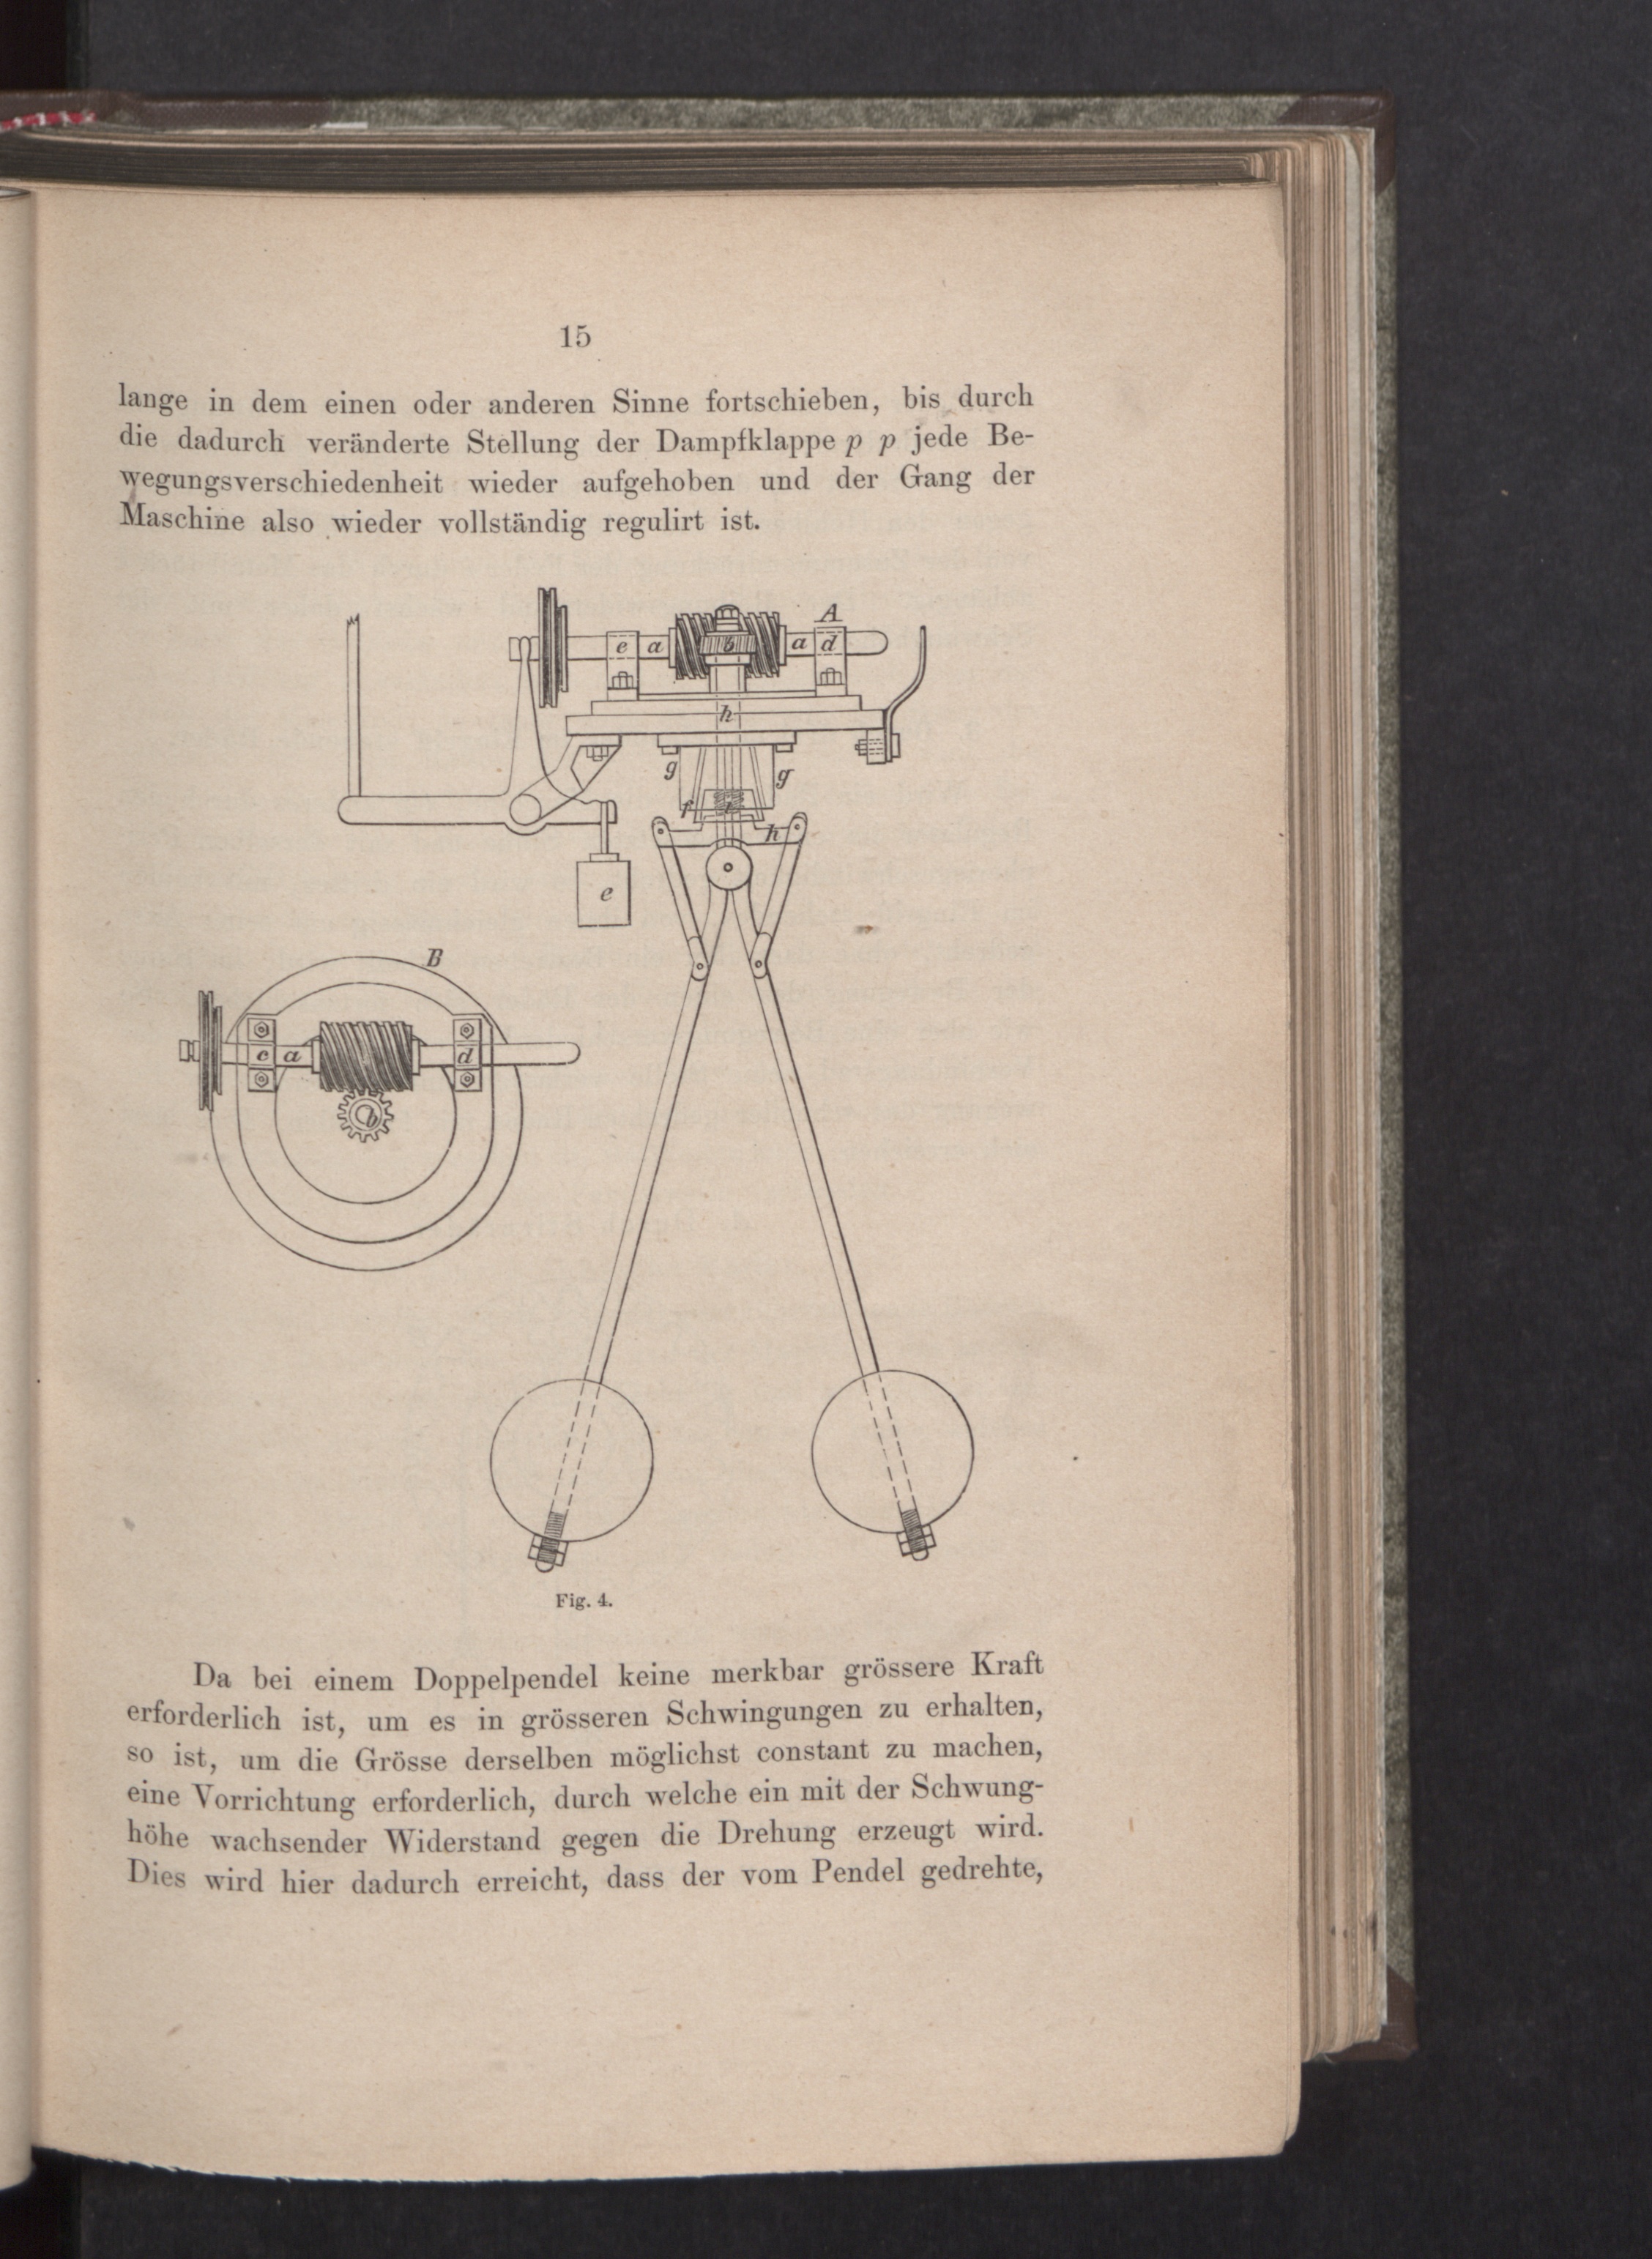 15
lange in dem einen oder anderen Sinne fortschieben, bis durch
die dadurch veränderte Stellung der Dampfklappe p p jede Be-
wegungsverschiedenheit wieder aufgehoben und der Gang der
Maschine also wieder vollständig regulirt ist.
A
e a b a d
h
g g
f
h
e
B
c a d
b
Fig. 4.
Da bei einem Doppelpendel keine merkbar grössere Kraft
erforderlich ist, um es in grösseren Schwingungen zu erhalten,
so ist, um die Grösse derselben möglichst constant zu machen,
eine Vorrichtung erforderlich, durch welche ein mit der Schwung-
höhe wachsender Widerstand gegen die Drehung erzeugt wird.
Dies wird hier dadurch erreicht, dass der vom Pendel gedrehte,